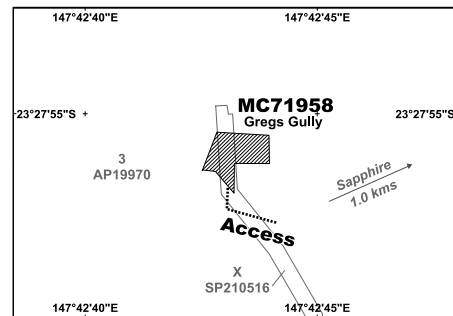 147°42'40"E
147°42'45"E
23°27'55"S
MC71958
23°27'55"S
Gregs Gully
3
AP19970
Sapphire
1.0 kms
Access
X
SP210516
147°42'40"E
147°42'45"E